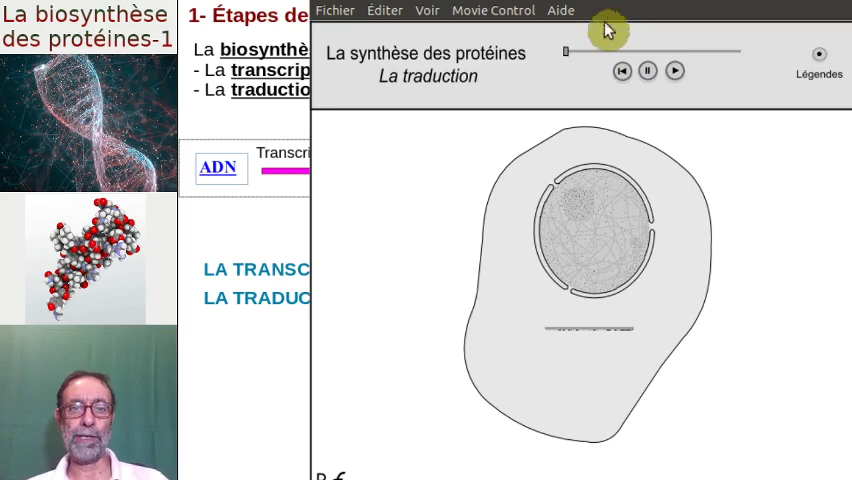 La biosynthèse
des protéines-1
1- Étapes de
La biosynthè
- La transcrip
- La traductio
ADN
Transcri
LA TRANSC
LA TRADUC
Fichier Éditer Voir Movie Control Aide
La synthèse des protéines
La traduction
Légendes